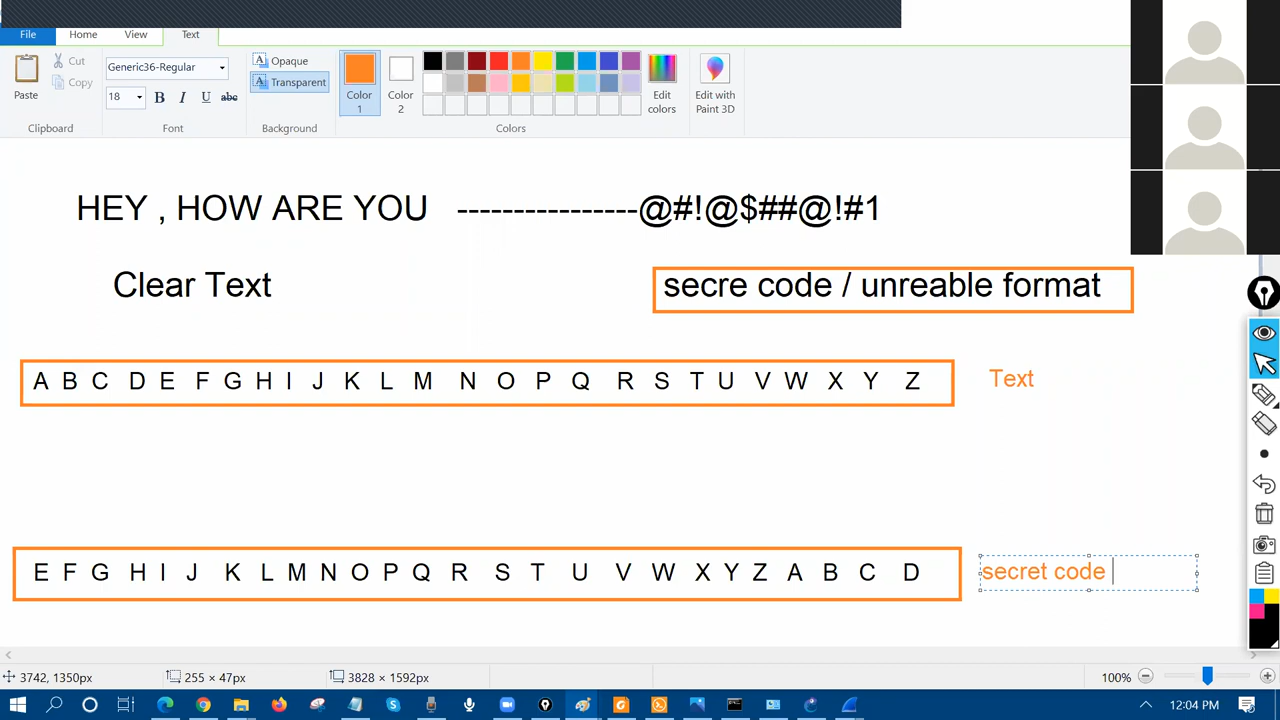 File Home View Text
Paste Cut Copy Clipboard
Generic36-Regular
18 B I U abc
Font
Opaque
Transparent
Background
Color 1
Color 2
Edit colors
Colors
Edit with Paint 3D
HEY , HOW ARE YOU ----------------@#!@$##@!#1
Clear Text secre code / unreable format
A B C D E F G H I J K L M N O P Q R S T U V W X Y Z Text
E F G H I J K L M N O P Q R S T U V W X Y Z A B C D secret code
3742, 1350px 255 × 47px 3828 × 1592px 100%
12:04 PM